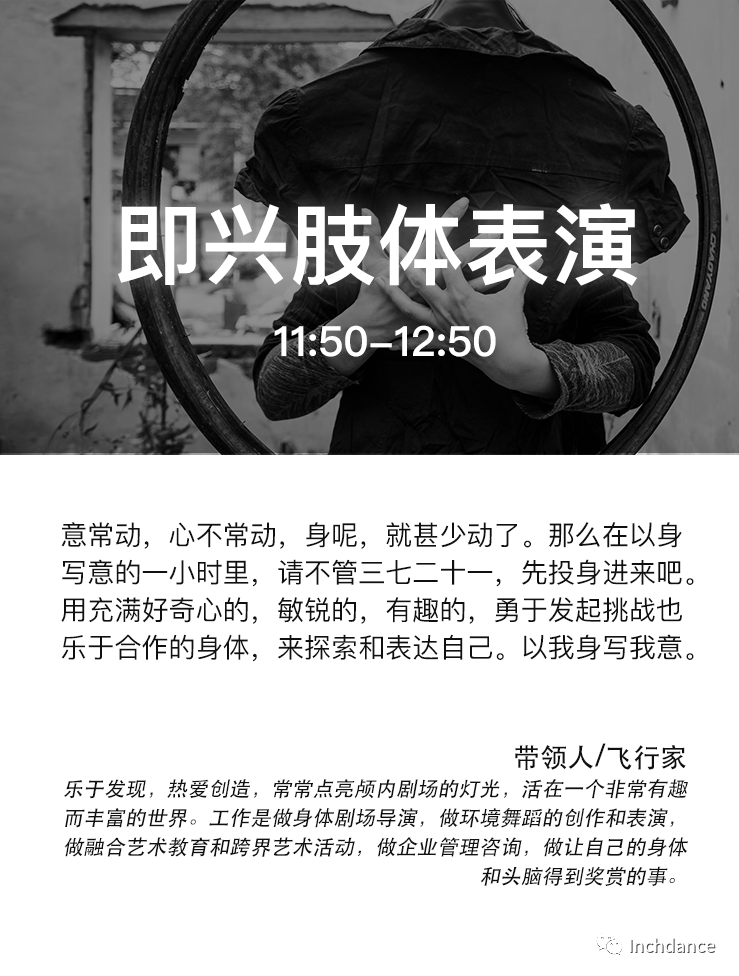 即兴肢体表演
11:50–12:50
CHAOYANG
意常动，心不常动，身呢，就甚少动了。那么在以身
写意的一小时里，请不管三七二十一，先投身进来吧。
用充满好奇心的，敏锐的，有趣的，勇于发起挑战也
乐于合作的身体，来探索和表达自己。以我身写我意。
带领人/飞行家
乐于发现，热爱创造，常常点亮颅内剧场的灯光，活在一个非常有趣
而丰富的世界。工作是做身体剧场导演，做环境舞蹈的创作和表演，
做融合艺术教育和跨界艺术活动，做企业管理咨询，做让自己的身体
和头脑得到奖赏的事。
Inchdance